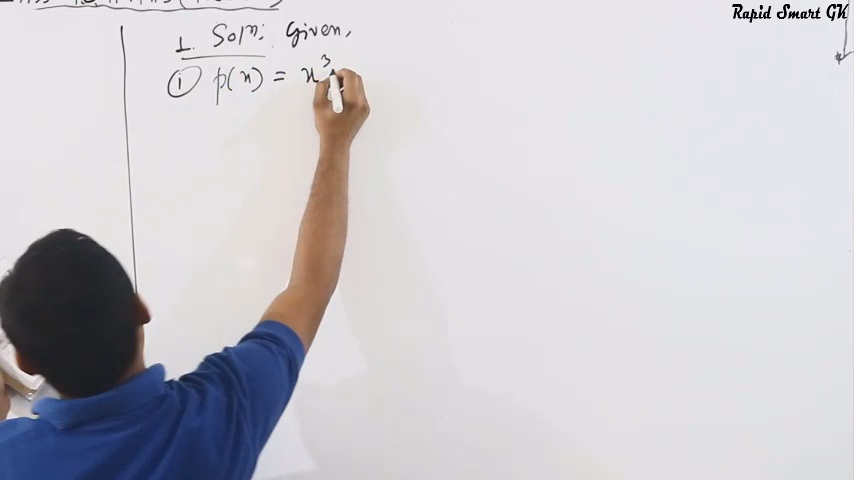 Rapid Smart GK
1. Solⁿ: Given,
① p(x) = x³